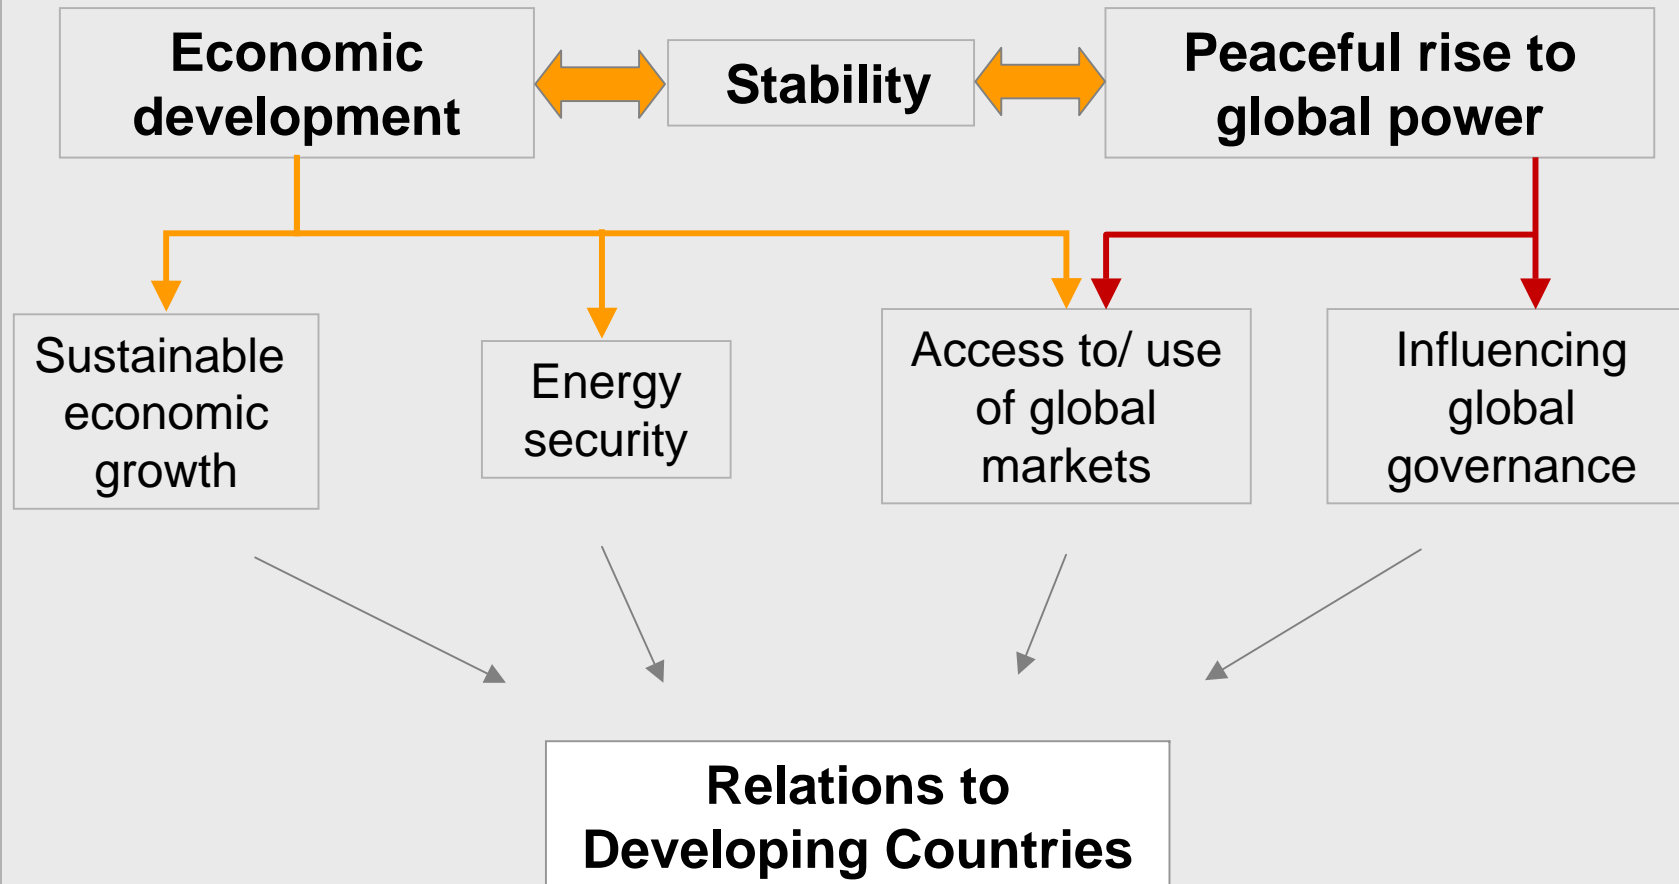 Economic
development
Stability
Peaceful rise to
global power
Sustainable
economic
growth
Energy
security
Access to/ use
of global
markets
Influencing
global
governance
Relations to
Developing Countries